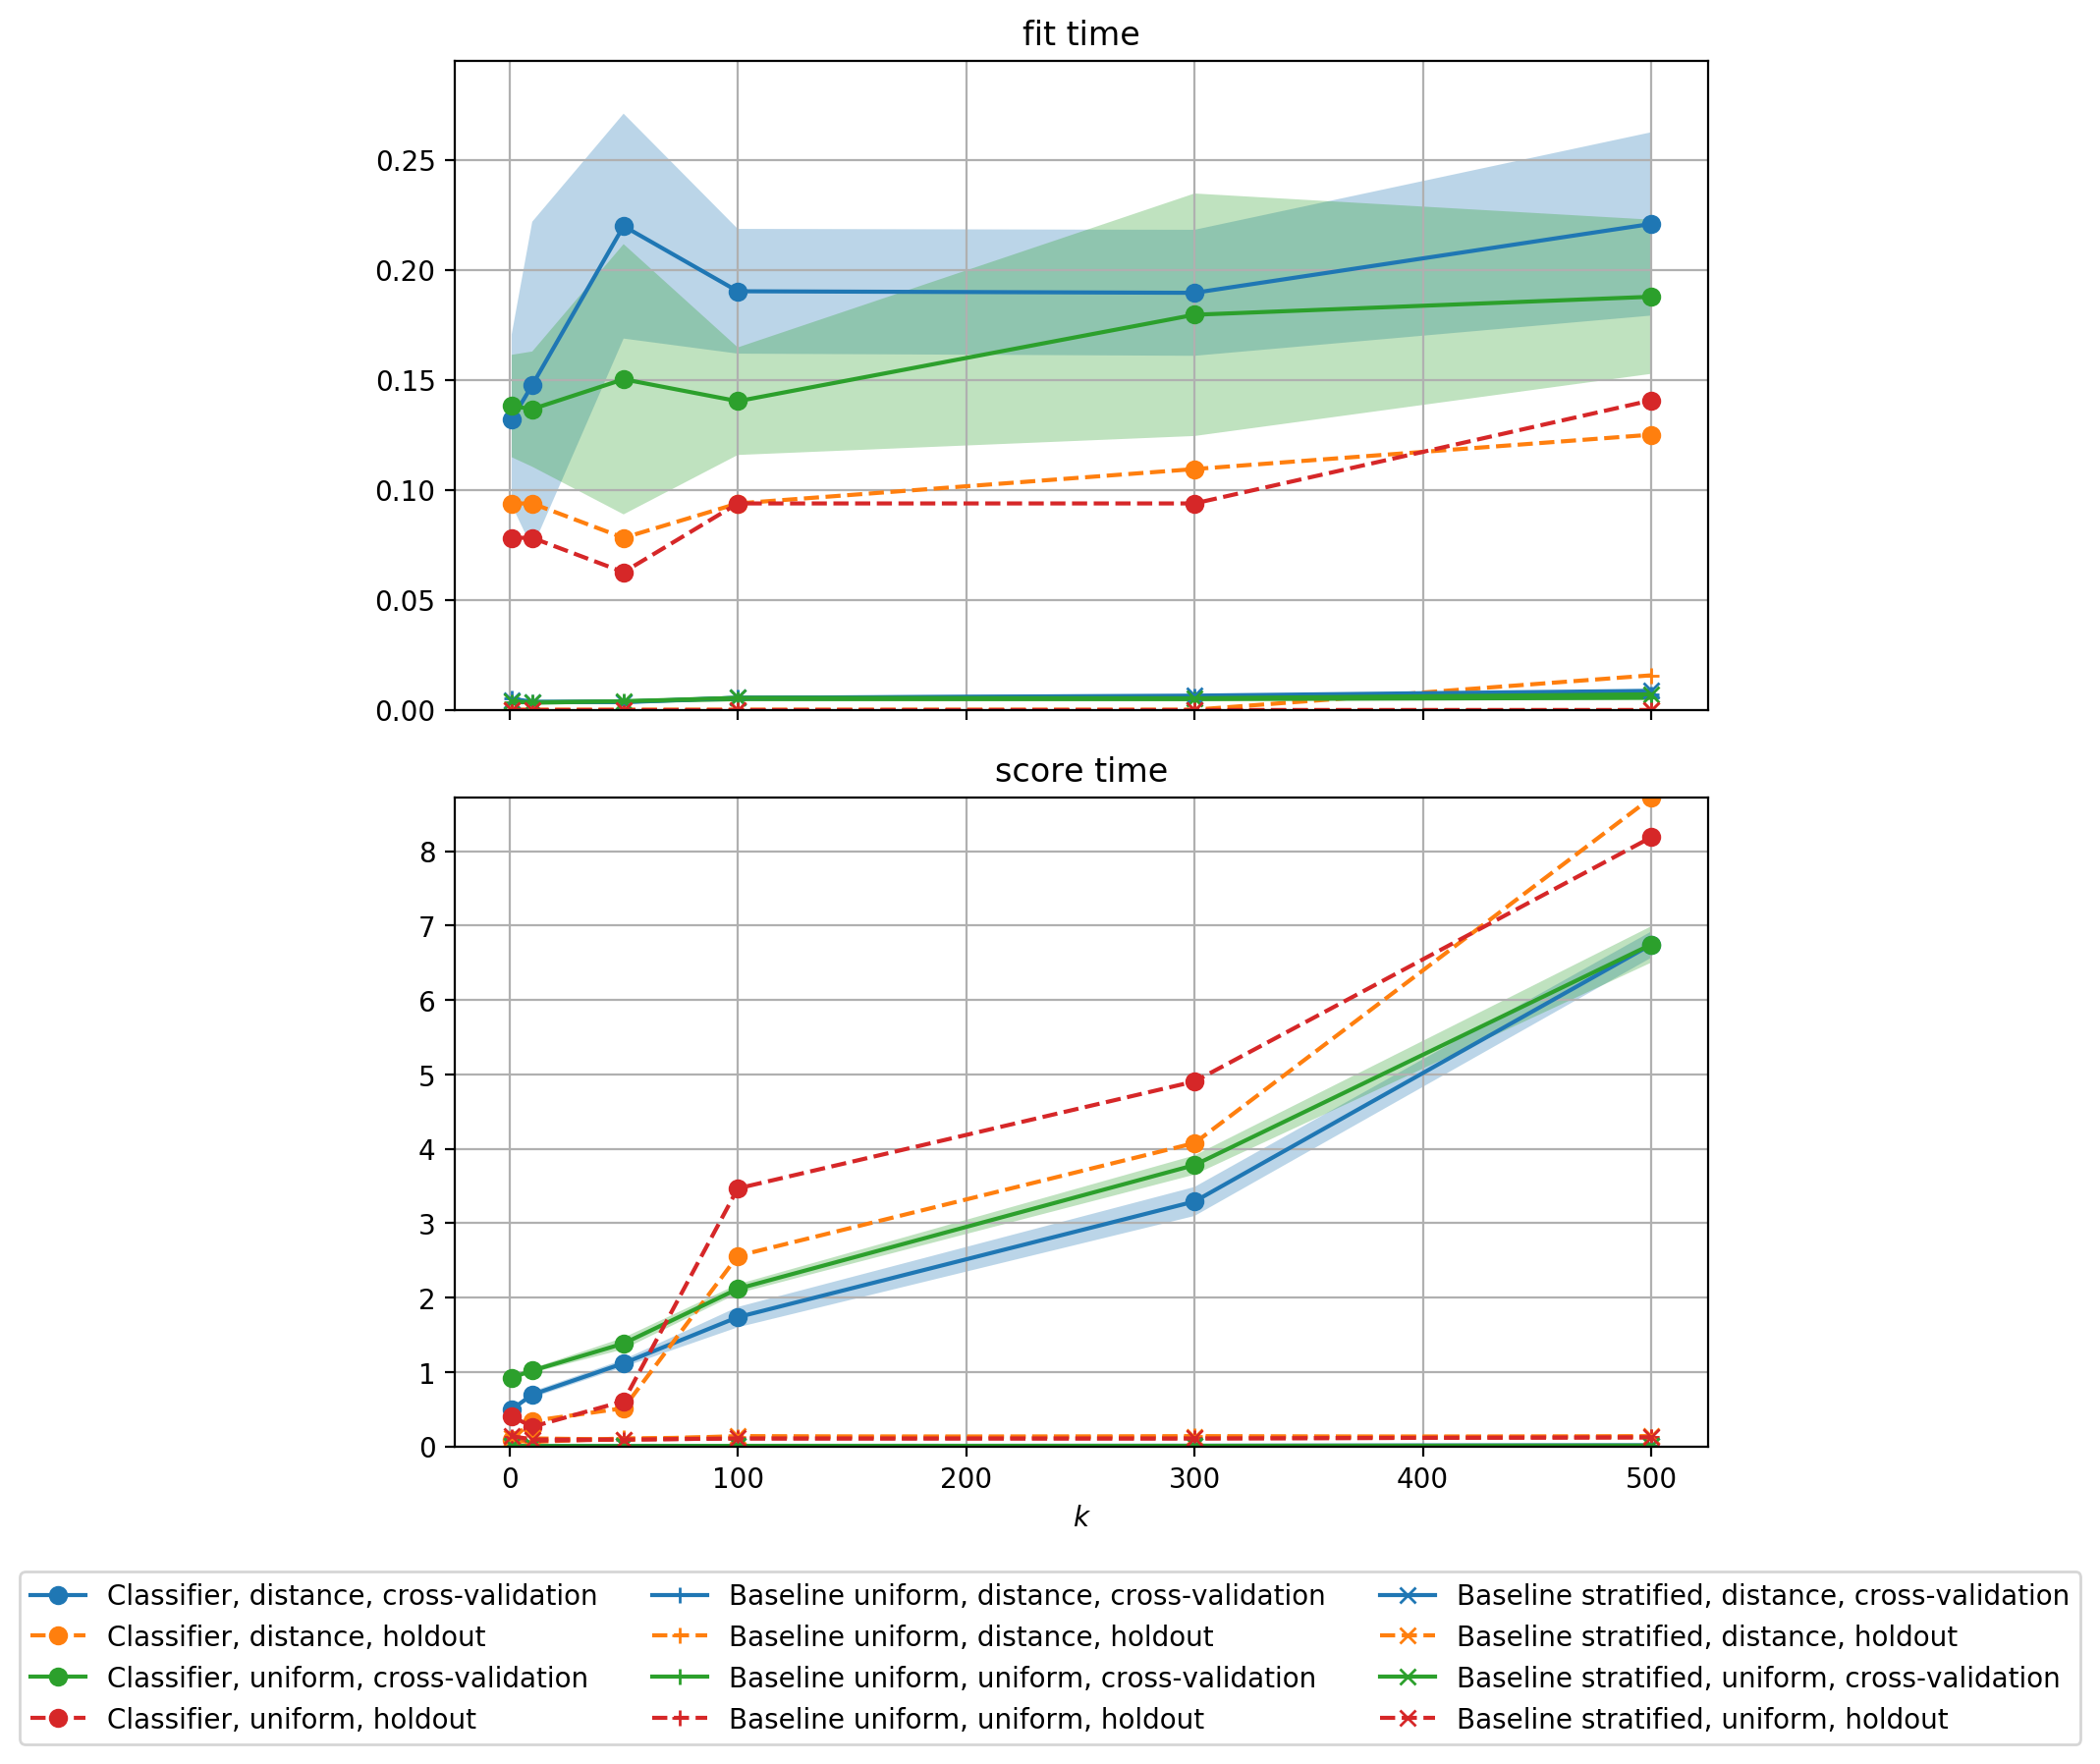 fit time
0.25
0.20
0.15
0.10
0.05
0.00
score time
8
7
6
5
4
3
2
1
0
0 100 200 300 400 500
k
Classifier, distance, cross-validation Baseline uniform, distance, cross-validation Baseline stratified, distance, cross-validation
Classifier, distance, holdout Baseline uniform, distance, holdout Baseline stratified, distance, holdout
Classifier, uniform, cross-validation Baseline uniform, uniform, cross-validation Baseline stratified, uniform, cross-validation
Classifier, uniform, holdout Baseline uniform, uniform, holdout Baseline stratified, uniform, holdout